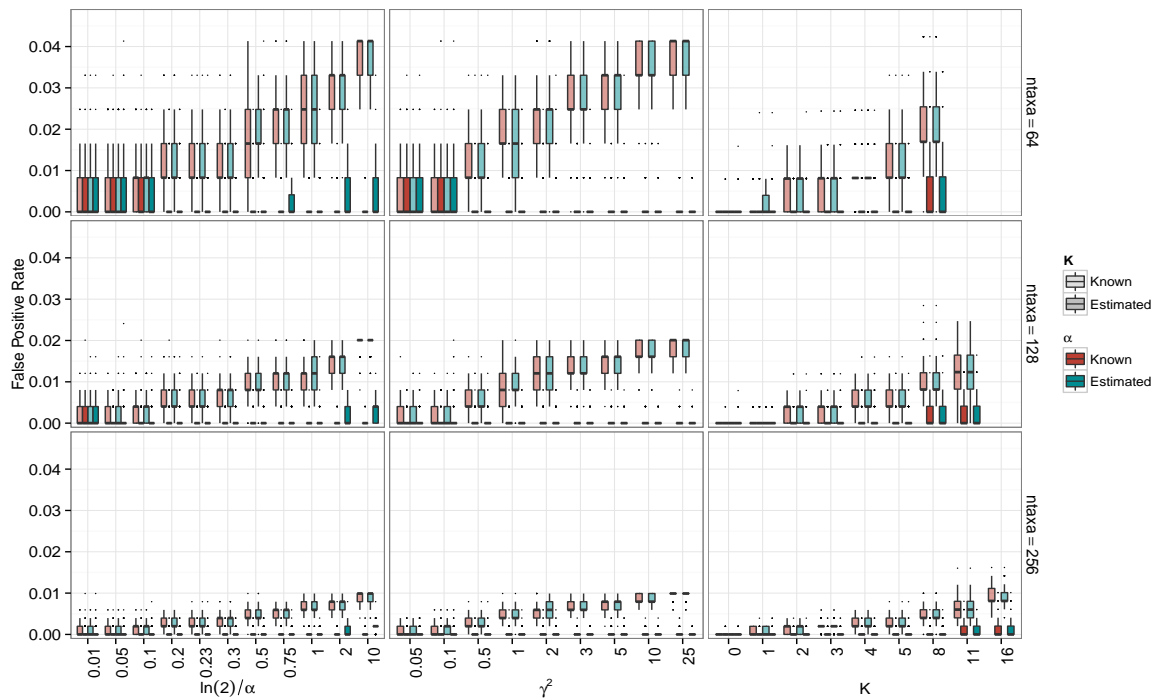 False Positive Rate
0.04
0.03
0.02
0.01
0.00
ntaxa = 64
0.04
0.03
0.02
0.01
0.00
ntaxa = 128
0.04
0.03
0.02
0.01
0.00
ntaxa = 256
0.01 0.05 0.1 0.2 0.23 0.3 0.5 0.75 1 2 10
ln(2)/α
0.05 0.1 0.5 1 2 3 5 10 25
γ²
0 1 2 3 4 5 8 11 16
K
K
Known
Estimated
α
Known
Estimated